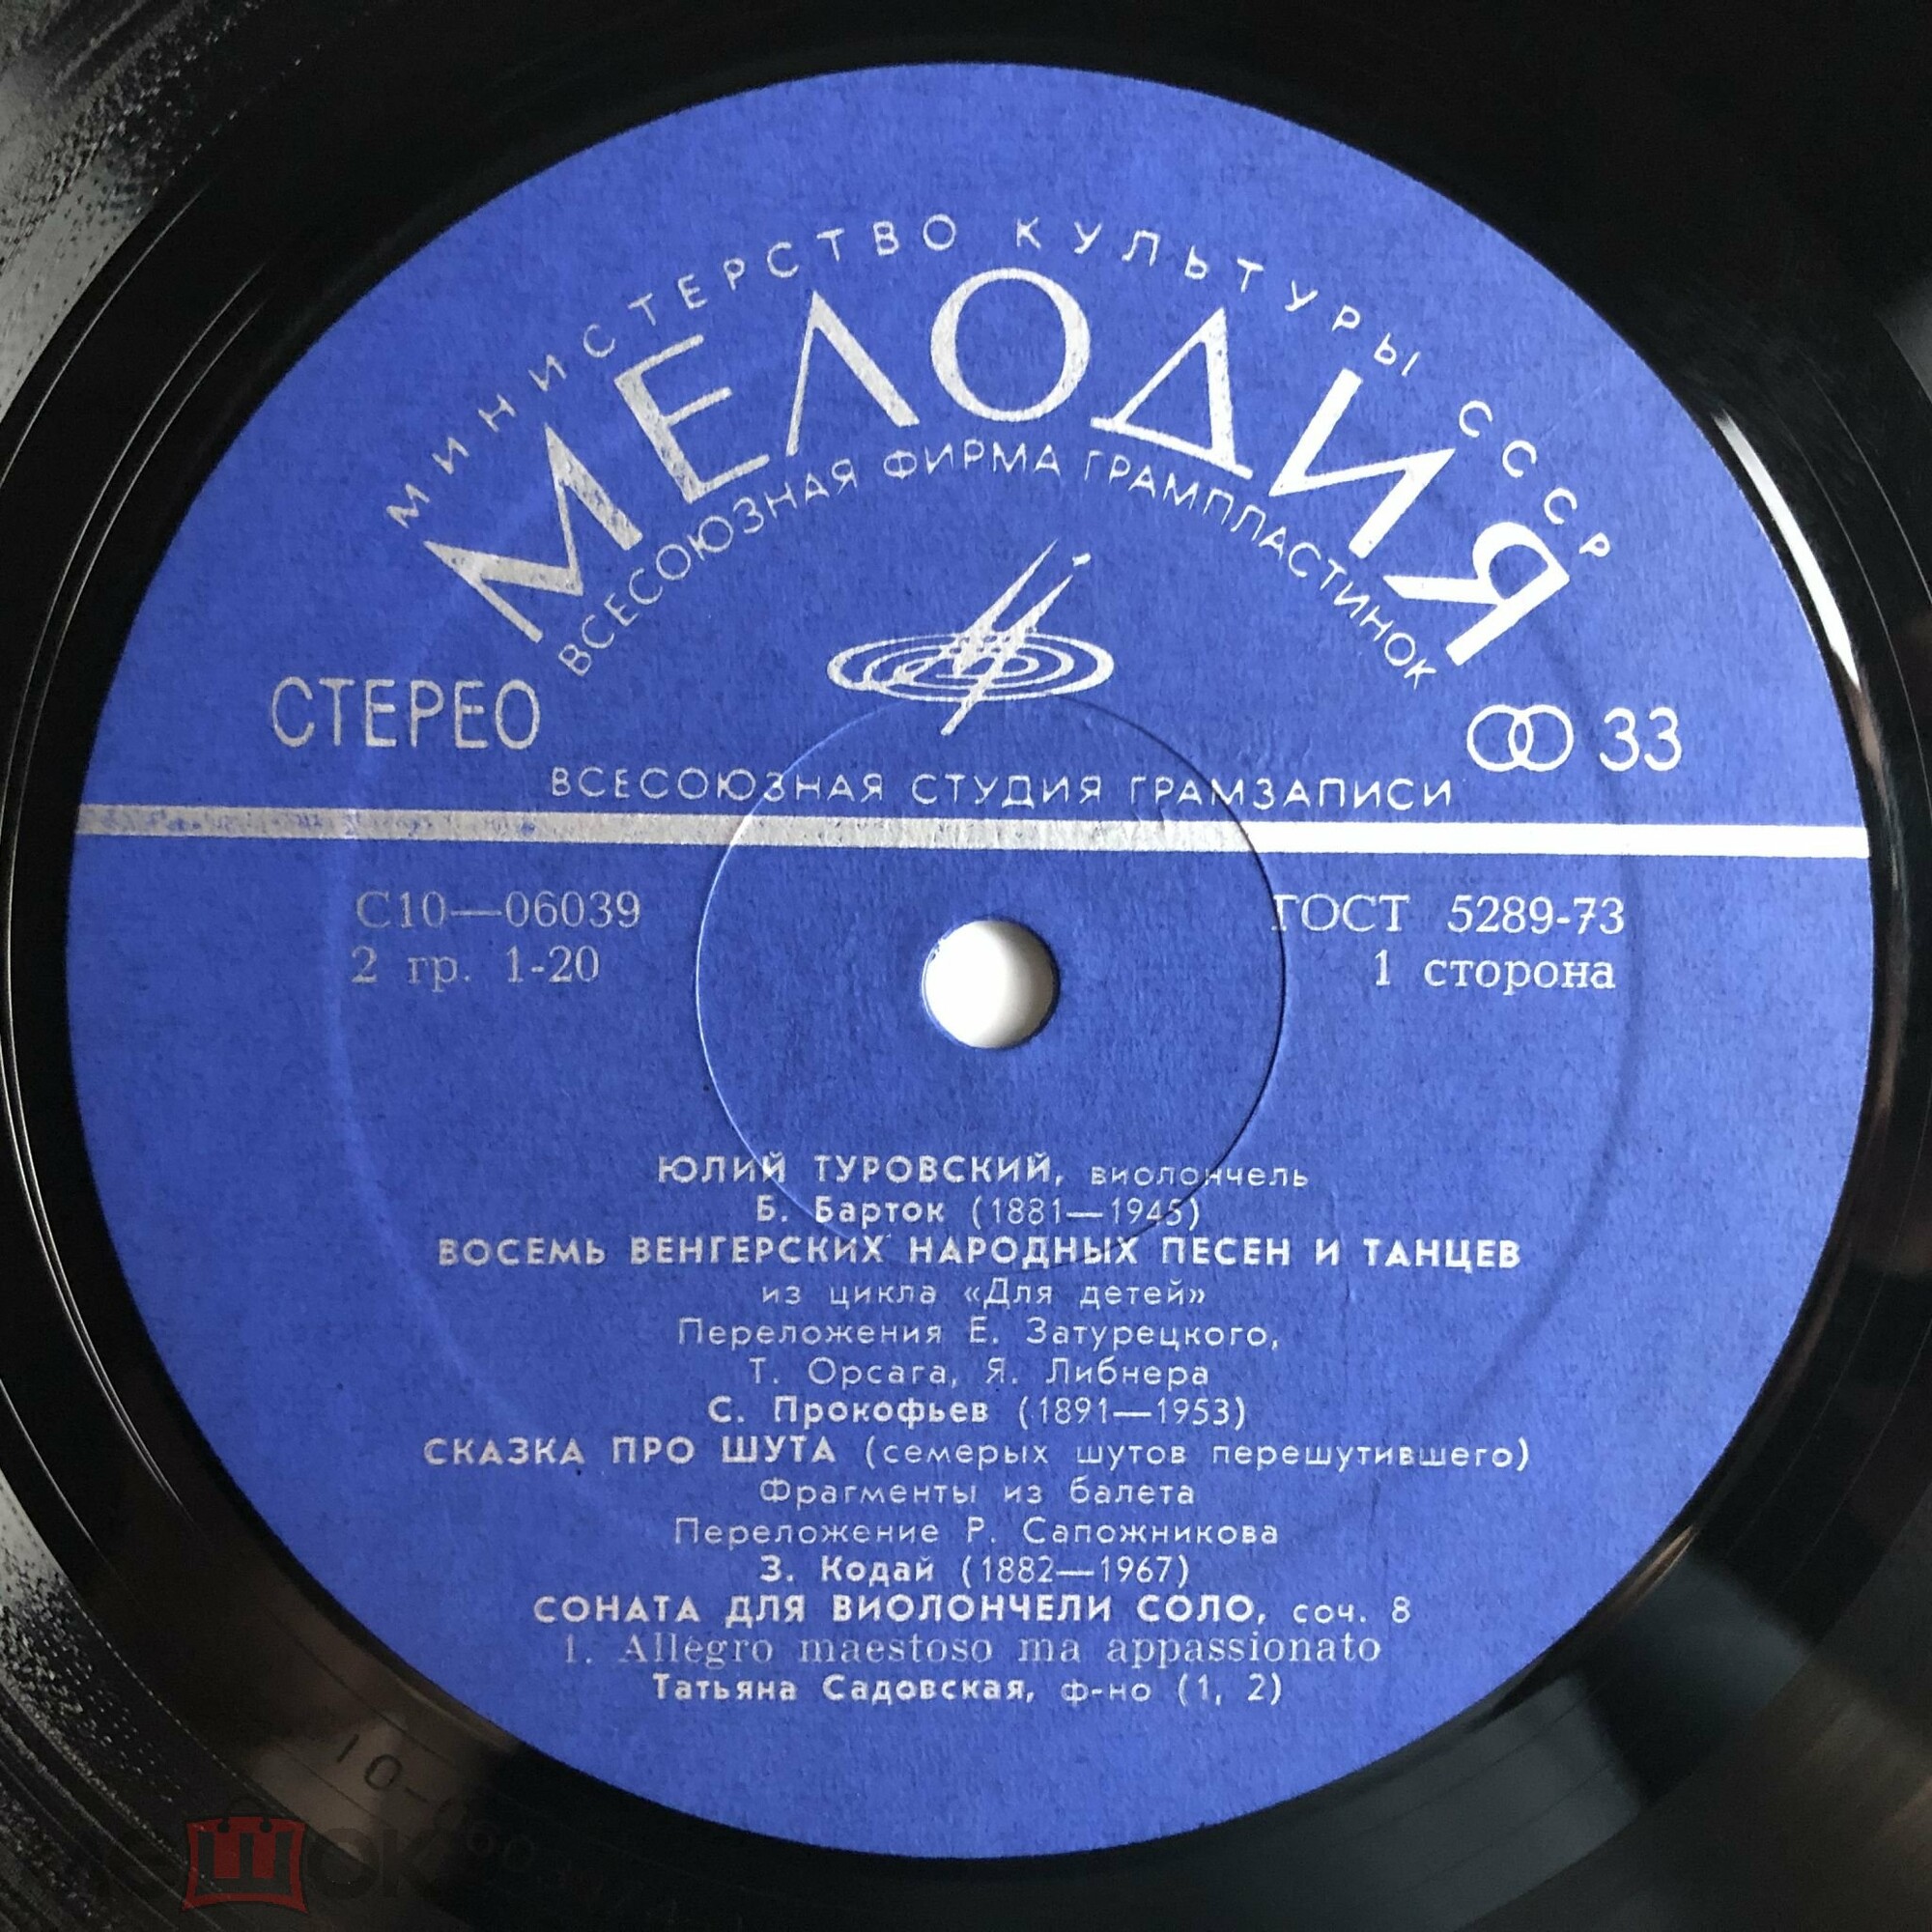 МИНИСТЕРСТВО КУЛЬТУРЫ СССР
МЕЛОДИЯ
ВСЕСОЮЗНАЯ ФИРМА ГРАМПЛАСТИНОК
СТЕРЕО
33
ВСЕСОЮЗНАЯ СТУДИЯ ГРАМЗАПИСИ
С10—06039
ГОСТ 5289-73
2 гр. 1-20
1 сторона
ЮЛИЙ ТУРОВСКИЙ, виолончель
Б. Барток (1881—1945)
ВОСЕМЬ ВЕНГЕРСКИХ НАРОДНЫХ ПЕСЕН И ТАНЦЕВ
из цикла «Для детей»
Переложения Е. Затурецкого,
Т. Орсага, Я. Либнера
С. Прокофьев (1891—1953)
СКАЗКА ПРО ШУТА (семерых шутов перешутившего)
Фрагменты из балета
Переложение Р. Сапожникова
З. Кодай (1882—1967)
СОНАТА ДЛЯ ВИОЛОНЧЕЛИ СОЛО, соч. 8
1. Allegro maestoso ma appassionato
Татьяна Садовская, ф-но (1, 2)